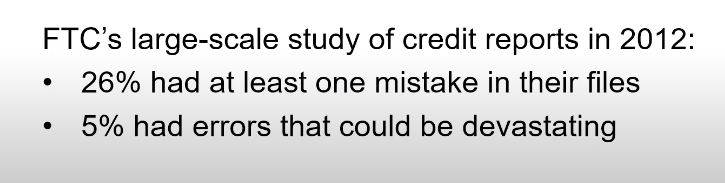 FTC's large-scale study of credit reports in 2012:
• 26% had at least one mistake in their files
• 5% had errors that could be devastating